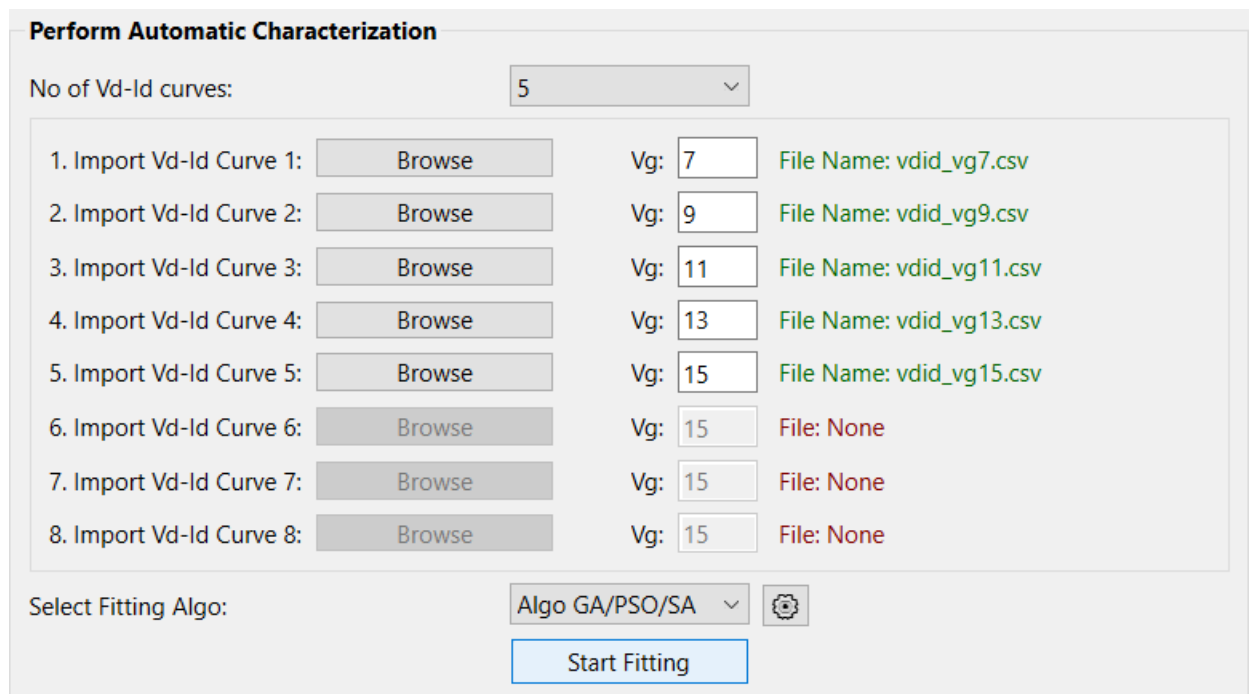 Perform Automatic Characterization
No of Vd-Id curves: 5
1. Import Vd-Id Curve 1: Browse Vg: 7 File Name: vdid_vg7.csv
2. Import Vd-Id Curve 2: Browse Vg: 9 File Name: vdid_vg9.csv
3. Import Vd-Id Curve 3: Browse Vg: 11 File Name: vdid_vg11.csv
4. Import Vd-Id Curve 4: Browse Vg: 13 File Name: vdid_vg13.csv
5. Import Vd-Id Curve 5: Browse Vg: 15 File Name: vdid_vg15.csv
6. Import Vd-Id Curve 6: Browse Vg: 15 File: None
7. Import Vd-Id Curve 7: Browse Vg: 15 File: None
8. Import Vd-Id Curve 8: Browse Vg: 15 File: None
Select Fitting Algo: Algo GA/PSO/SA
Start Fitting